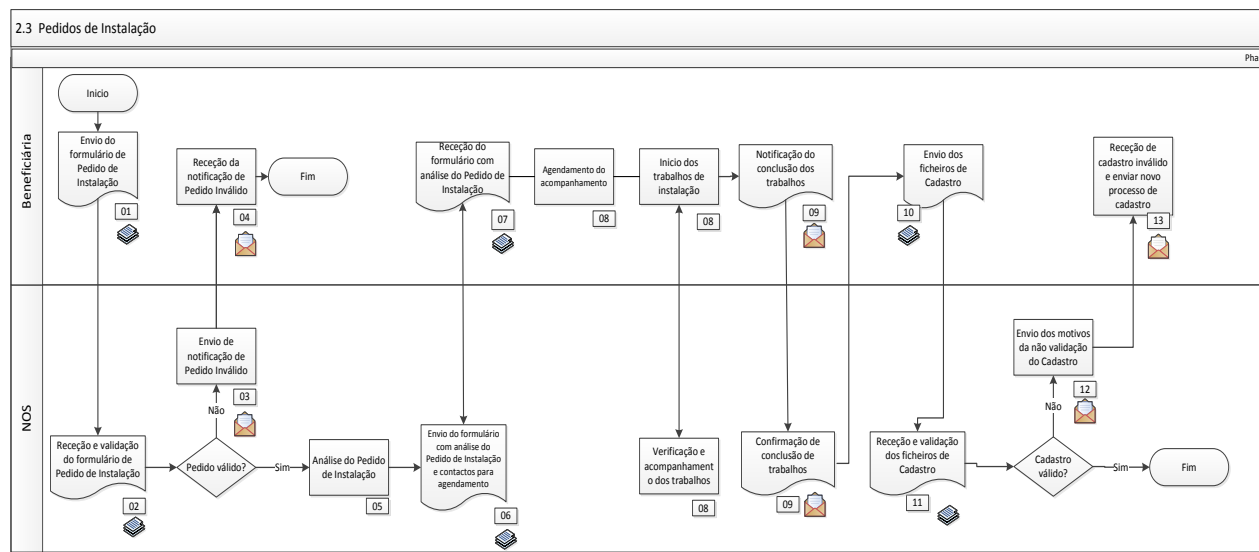 2.3 Pedidos de Instalação
Pha
Beneficiária
Inicio
Envio do
formulário de
Pedido de
Instalação
01
Receção da
notificação de
Pedido Inválido
04
Fim
Receção do
formulário com
análise do Pedido de
Instalação
07
Agendamento do
acompanhamento
08
Inicio dos
trabalhos de
instalação
08
Notificação do
conclusão dos
trabalhos
09
Envio dos
ficheiros de
Cadastro
10
Receção de
cadastro inválido
e enviar novo
processo de
cadastro
13
NOS
Receção e validação
do formulário de
Pedido de Instalação
02
Pedido válido?
Não
Envio de
notificação de
Pedido Inválido
03
Sim
Análise do Pedido
de Instalação
05
Envio do formulário
com análise do
Pedido de Instalação
e contactos para
agendamento
06
Verificação e
acompanhament
o dos trabalhos
08
Confirmação de
conclusão de
trabalhos
09
Receção e validação
dos ficheiros de
Cadastro
11
Cadastro
válido?
Não
Envio dos motivos
da não validação
do Cadastro
12
Sim
Fim